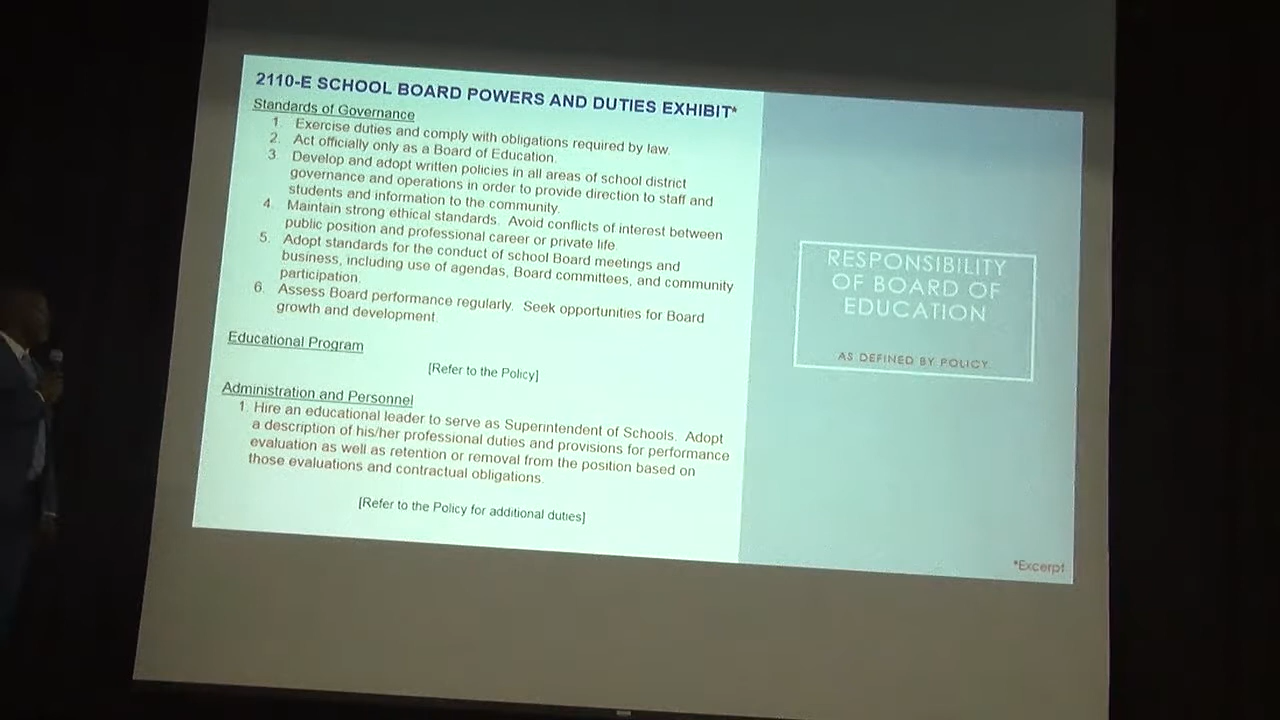 2110-E SCHOOL BOARD POWERS AND DUTIES EXHIBIT*
Standards of Governance
1. Exercise duties and comply with obligations required by law.
2. Act officially only as a Board of Education.
3. Develop and adopt written policies in all areas of school district
governance and operations in order to provide direction to staff and
students and information to the community.
4. Maintain strong ethical standards. Avoid conflicts of interest between
public position and professional career or private life.
5. Adopt standards for the conduct of school Board meetings and
business, including use of agendas, Board committees, and community
participation.
6. Assess Board performance regularly. Seek opportunities for Board
growth and development.
Educational Program
[Refer to the Policy]
Administration and Personnel
1. Hire an educational leader to serve as Superintendent of Schools. Adopt
a description of his/her professional duties and provisions for performance
evaluation as well as retention or removal from the position based on
those evaluations and contractual obligations.
[Refer to the Policy for additional duties]
RESPONSIBILITY
OF BOARD OF
EDUCATION
AS DEFINED BY POLICY
*Excerpt